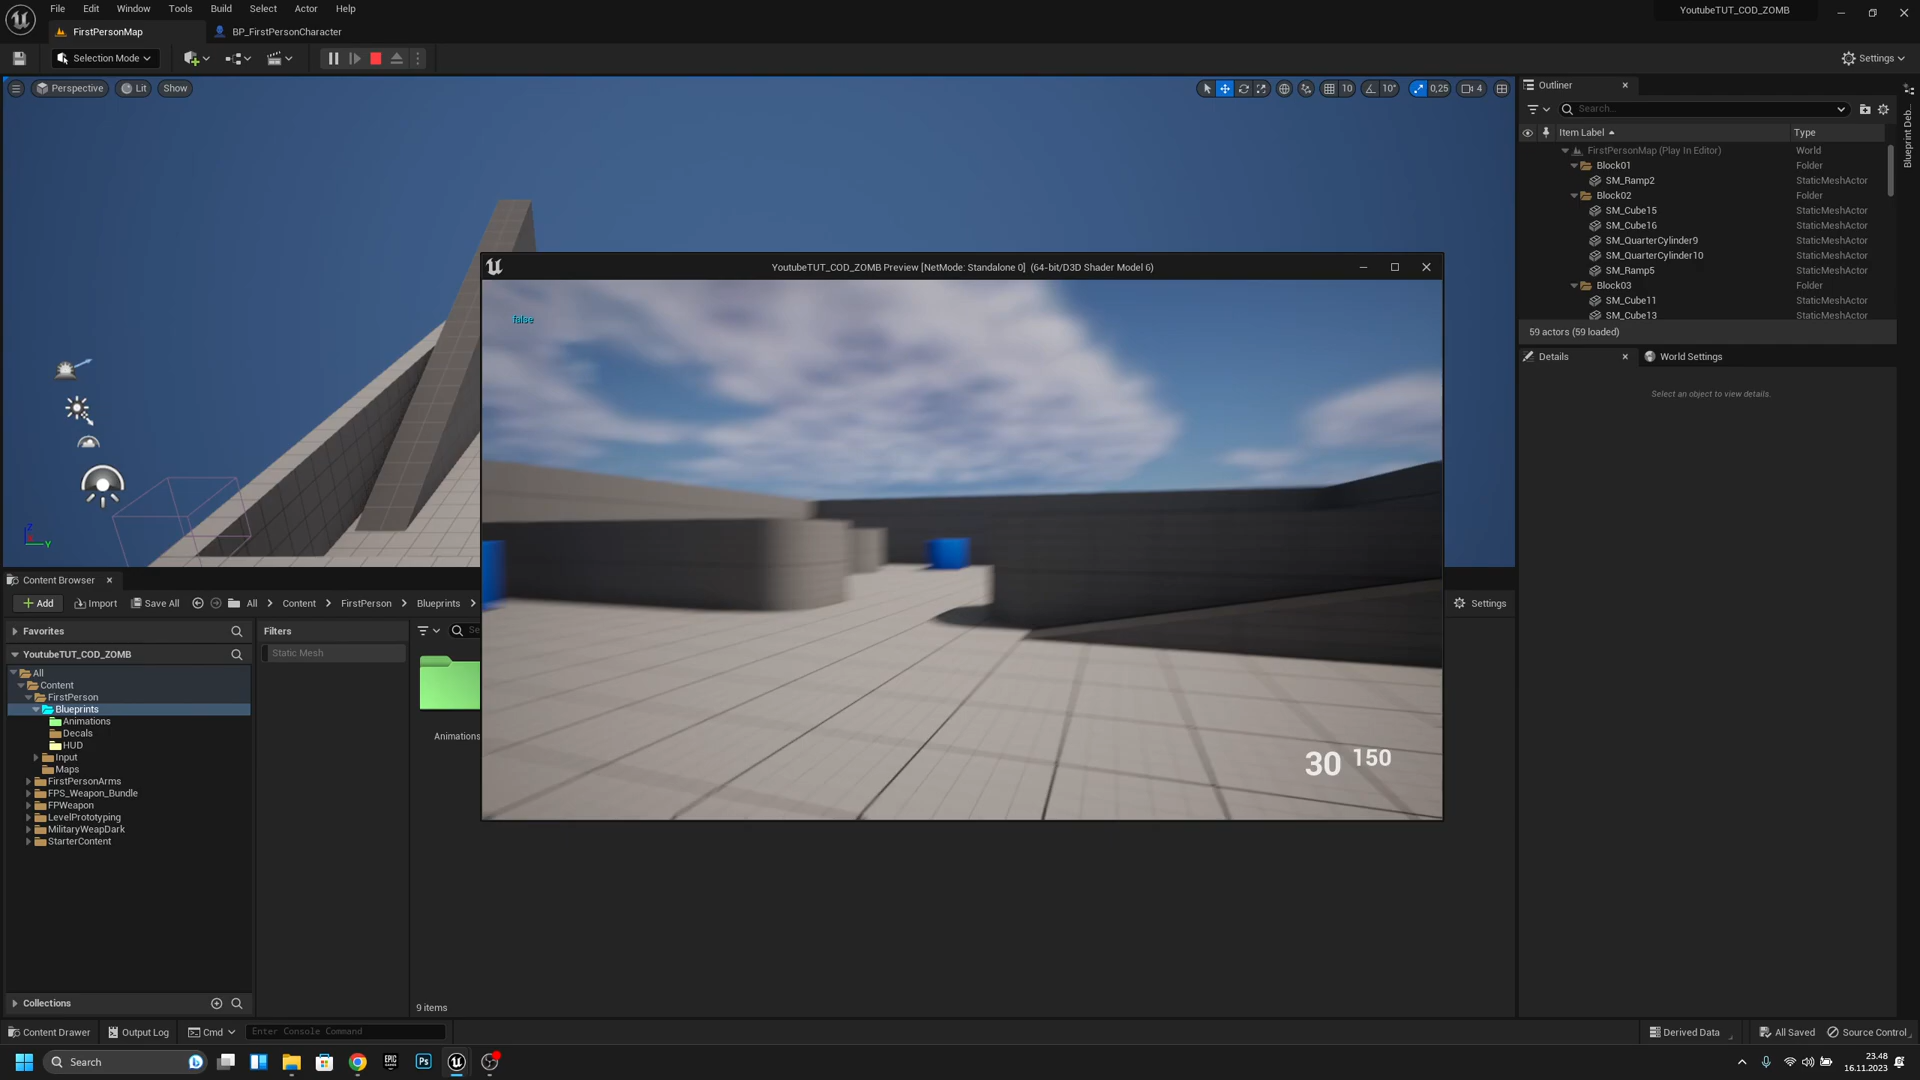 File Edit Window Tools Build Select Actor Help
YoutubeTUT_COD_ZOMB
FirstPersonMap
BP_FirstPersonCharacter
Selection Mode
Settings
Perspective
Lit
Show
10
10°
0,25
4
Outliner
Search...
Item Label
Type
FirstPersonMap (Play In Editor) World
Block01 Folder
SM_Ramp2 StaticMeshActor
Block02 Folder
SM_Cube15 StaticMeshActor
SM_Cube16 StaticMeshActor
SM_QuarterCylinder9 StaticMeshActor
SM_QuarterCylinder10 StaticMeshActor
SM_Ramp5 StaticMeshActor
Block03 Folder
SM_Cube11 StaticMeshActor
SM_Cube13 StaticMeshActor
59 actors (59 loaded)
Details
World Settings
Select an object to view details.
Blueprint Deb...
YoutubeTUT_COD_ZOMB Preview [NetMode: Standalone 0] (64-bit/D3D Shader Model 6)
false
30 150
Z
Y
Content Browser
Add
Import
Save All
All
Content
FirstPerson
Blueprints
Settings
Favorites
Filters
Static Mesh
YoutubeTUT_COD_ZOMB
All
Content
FirstPerson
Blueprints
Animations
Decals
HUD
Input
Maps
FirstPersonArms
FPS_Weapon_Bundle
FPWeapon
LevelPrototyping
MilitaryWeapDark
StarterContent
Animations
Collections
9 items
Content Drawer
Output Log
Cmd
Enter Console Command
Derived Data
All Saved
Source Control
Search
EPIC
Ps
23.48
16.11.2023